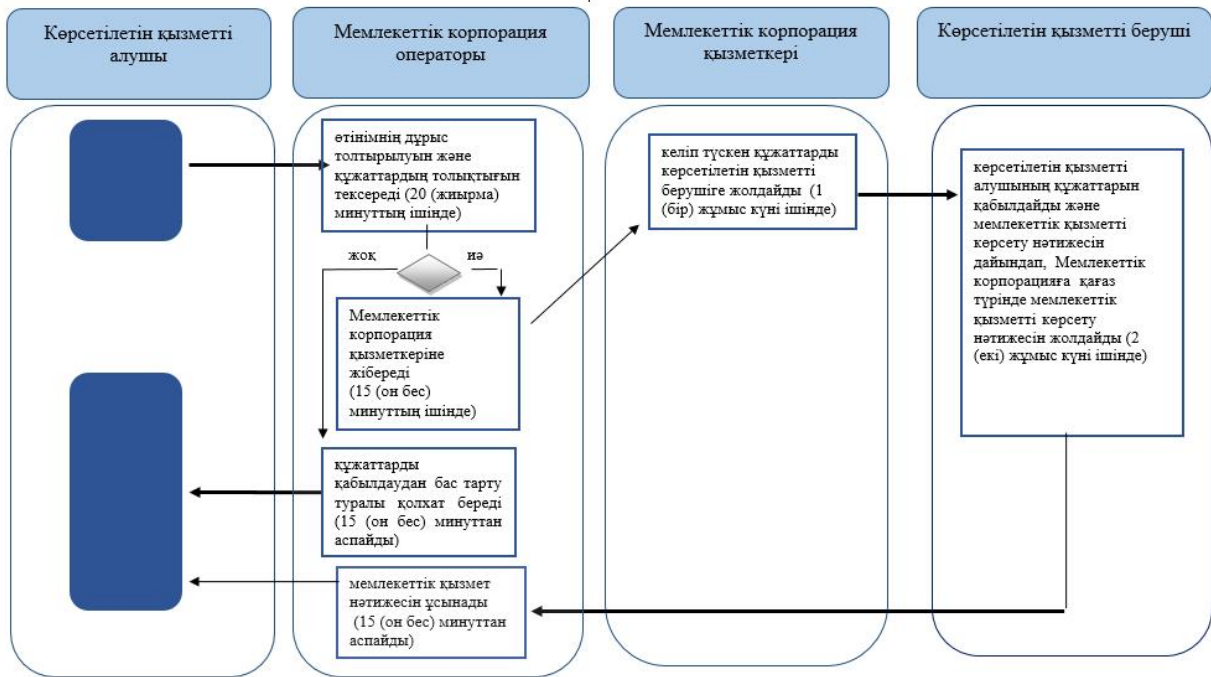 Көрсетілетін қызметті
алушы
Мемлекеттік корпорация
операторы
Мемлекеттік корпорация
қызметкері
Көрсетілетін қызметті беруші
өтінімнің дұрыс
толтырылуын және
құжаттардың толықтығын
тексереді (20 (жиырма)
минуттың ішінде)
жоқ
иә
Мемлекеттік
корпорация
қызметкеріне
жібереді
(15 (он бес)
минуттың ішінде)
құжаттарды
қабылдаудан бас тарту
туралы қолхат береді
(15 (он бес) минуттан
аспайды)
мемлекеттік қызмет
нәтижесін ұсынады
(15 (он бес) минуттан
аспайды)
келіп түскен құжаттарды
көрсетілетін қызметті
берушіге жолдайды (1
(бір) жұмыс күні ішінде)
көрсетілетін қызметті
алушының құжаттарын
қабылдайды және
мемлекеттік қызметті
көрсету нәтижесін
дайындап, Мемлекеттік
корпорацияға қағаз
түрінде мемлекеттік
қызметті көрсету
нәтижесін жолдайды (2
(екі) жұмыс күні ішінде)